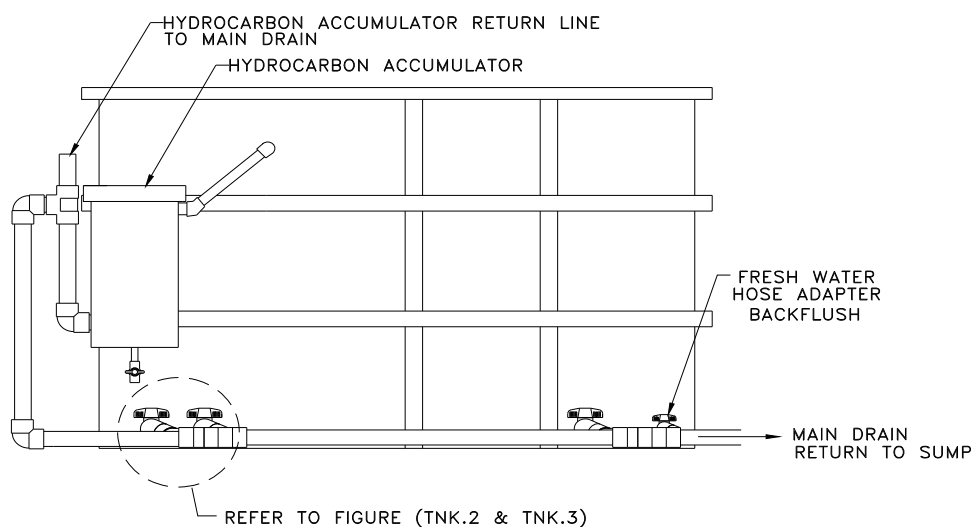 HYDROCARBON ACCUMULATOR RETURN LINE
TO MAIN DRAIN
HYDROCARBON ACCUMULATOR
FRESH WATER
HOSE ADAPTER
BACKFLUSH
MAIN DRAIN
RETURN TO SUMP
REFER TO FIGURE (TNK.2 & TNK.3)